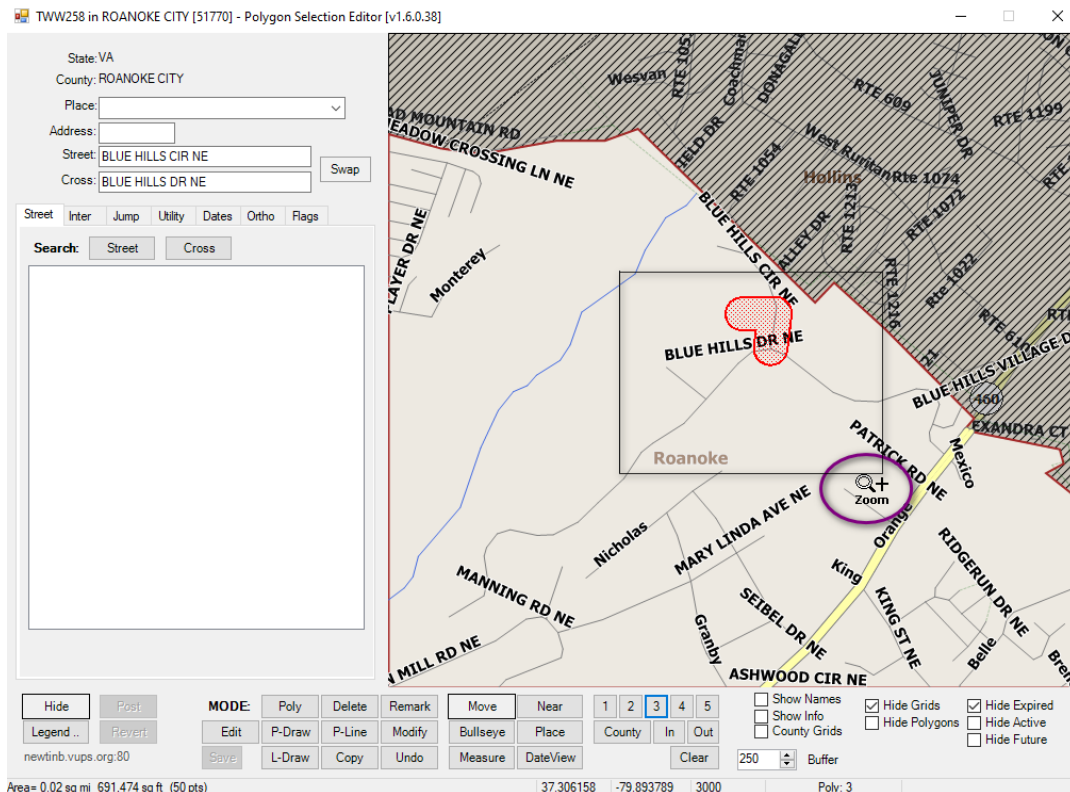 TWW258 in ROANOKE CITY [51770] - Polygon Selection Editor [v1.6.0.38]
State: VA
County: ROANOKE CITY
Place:
Address:
Street: BLUE HILLS CIR NE
Cross: BLUE HILLS DR NE
Swap
Street Inter Jump Utility Dates Ortho Flags
Search: Street Cross
Wesvan
RTE 105
Coachman
DONAGALE
RTE 609
JUNIPER DR
RTE 1199
AD MOUNTAIN RD
MEADOW CROSSING LN NE
FIELD DR
RTE 1054
West Ruritan
Hollins
Rte 1074
RTE 1213
RTE 1072
ALLEY DR
BLUE HILLS CIR NE
RTE 1216
Rte 1022
RTE 610
RTE
21
PLAYER DR NE
Monterey
BLUE HILLS DR NE
BLUE HILLS VILLAGE D
460
EXANDRA CT
PATRICK RD NE
Mexico
Roanoke
Zoom
Orange
MARY LINDA AVE NE
Nicholas
MANNING RD NE
King
RIDGERUN DR NE
SEIBEL DR NE
KING ST NE
Granby
Belle
Bren
N MILL RD NE
ASHWOOD CIR NE
Hide Post MODE: Poly Delete Remark Move Near 1 2 3 4 5
Legend .. Revert Edit P-Draw P-Line Modify Bullseye Place County In Out
newtinb.vups.org:80 Save L-Draw Copy Undo Measure DateView Clear
Show Names
Show Info
County Grids
Hide Grids
Hide Polygons
Hide Expired
Hide Active
Hide Future
250 Buffer
Area= 0.02 sq mi 691,474 sq ft (50 pts) 37.306158 -79.893789 3000 Poly: 3